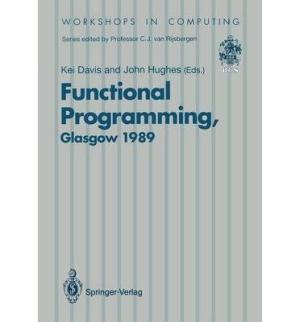 WORKSHOPS IN COMPUTING
Series edited by Professor C.J. van Rijsbergen
BCS
Kei Davis and John Hughes (Eds.)
Functional
Programming,
Glasgow 1989
Springer-Verlag